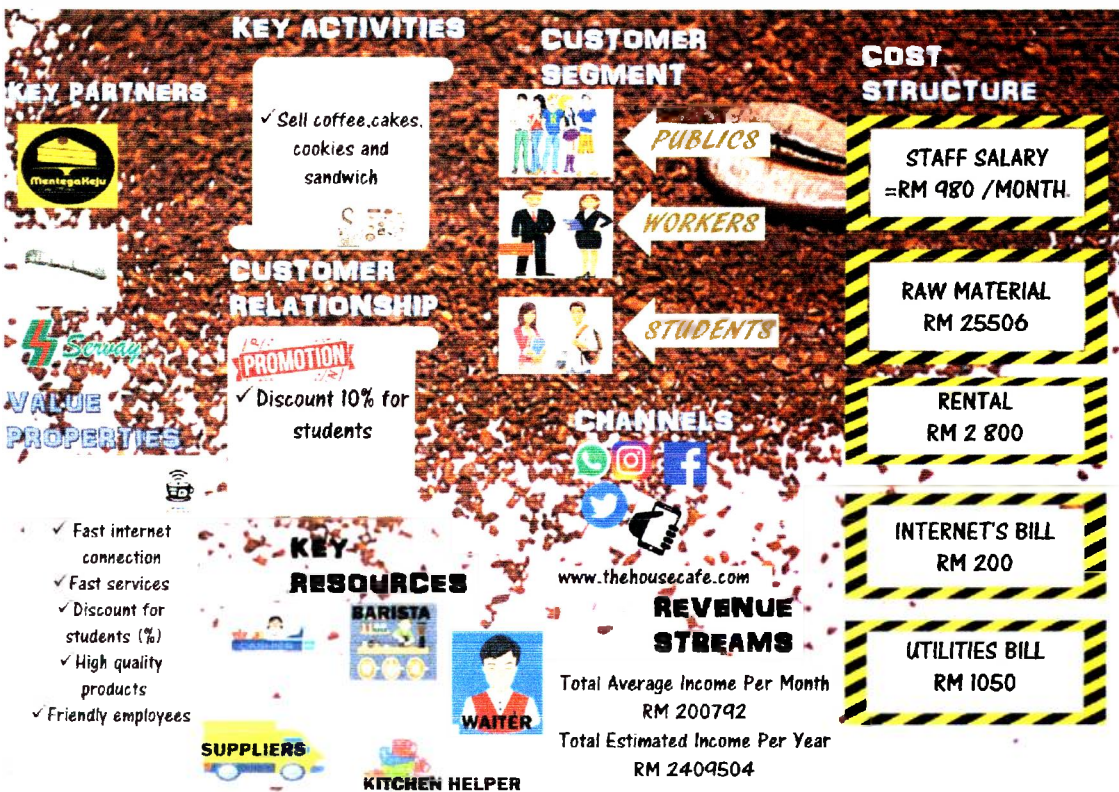 KEY PARTNERS
MentegaKeju
Servay
VALUE
PROPERTIES
✓ Fast internet
connection
✓ Fast services
✓ Discount for
students (%)
✓ High quality
products
✓ Friendly employees
KEY ACTIVITIES
✓ Sell coffee,cakes,
cookies and
sandwich
CUSTOMER
RELATIONSHIP
PROMOTION
✓ Discount 10% for
students
KEY
RESOURCES
CASHIER
BARISTA
WAITER
SUPPLIERS
KITCHEN HELPER
CUSTOMER
SEGMENT
PUBLICS
WORKERS
STUDENTS
CHANNELS
www.thehousecafe.com
REVENUE
STREAMS
Total Average Income Per Month
RM 200792
Total Estimated Income Per Year
RM 2409504
COST
STRUCTURE
STAFF SALARY
=RM 980 /MONTH
RAW MATERIAL
RM 25506
RENTAL
RM 2 800
INTERNET'S BILL
RM 200
UTILITIES BILL
RM 1050